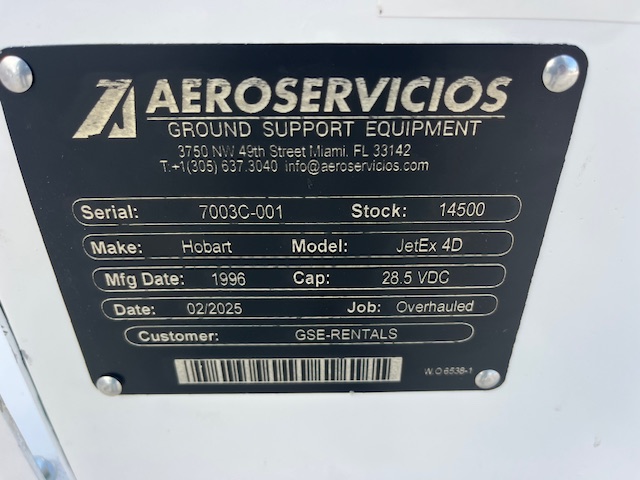 AEROSERVICIOS
GROUND SUPPORT EQUIPMENT
3750 NW 49th Street Miami, FL 33142
T:+1(305) 637.3040 info@aeroservicios.com
Serial: 7003C-001 Stock: 14500
Make: Hobart Model: JetEx 4D
Mfg Date: 1996 Cap: 28.5 VDC
Date: 02/2025 Job: Overhauled
Customer: GSE-RENTALS
W.O 6538-1